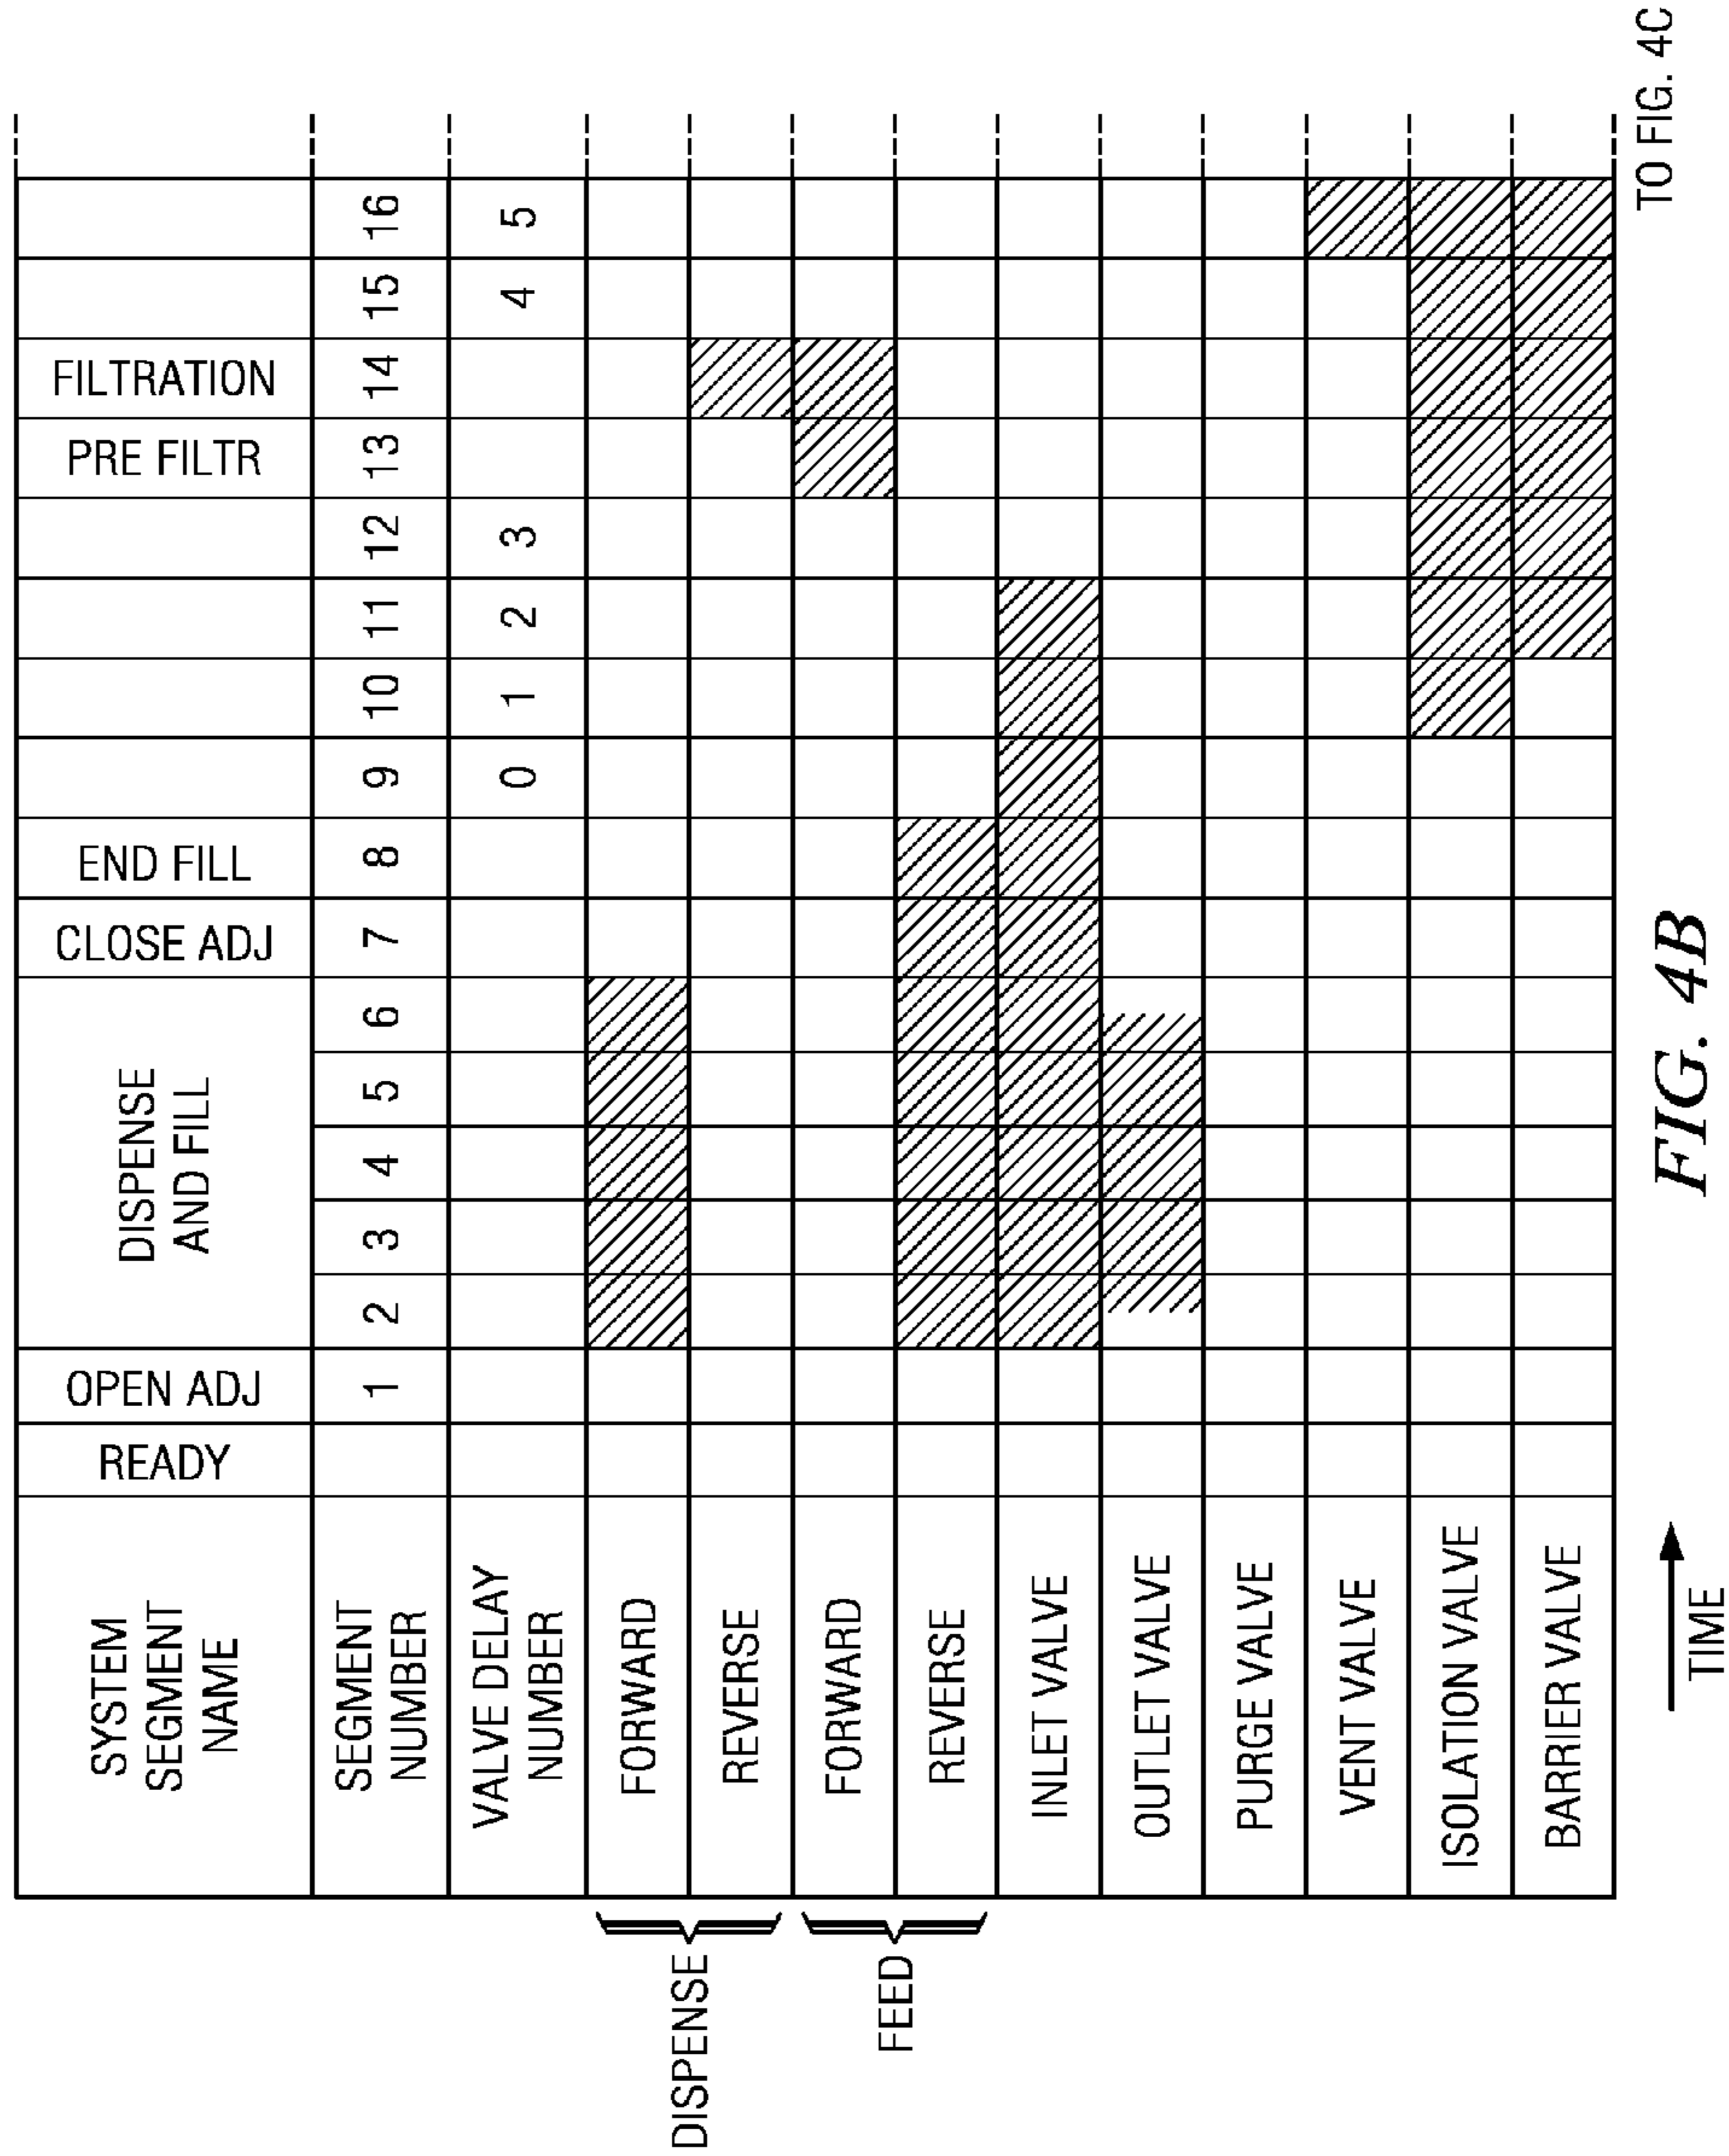 SYSTEM
SEGMENT
NAME
READY
OPEN ADJ
DISPENSE
AND FILL
CLOSE ADJ
END FILL
PRE FILTR
FILTRATION
SEGMENT
NUMBER
1 2 3 4 5 6 7 8 9 10 11 12 13 14 15 16
VALVE DELAY
NUMBER
0 1 2 3 4 5
DISPENSE
FORWARD
REVERSE
FEED
FORWARD
REVERSE
INLET VALVE
OUTLET VALVE
PURGE VALVE
VENT VALVE
ISOLATION VALVE
BARRIER VALVE
TIME
FIG. 4B
TO FIG. 4C